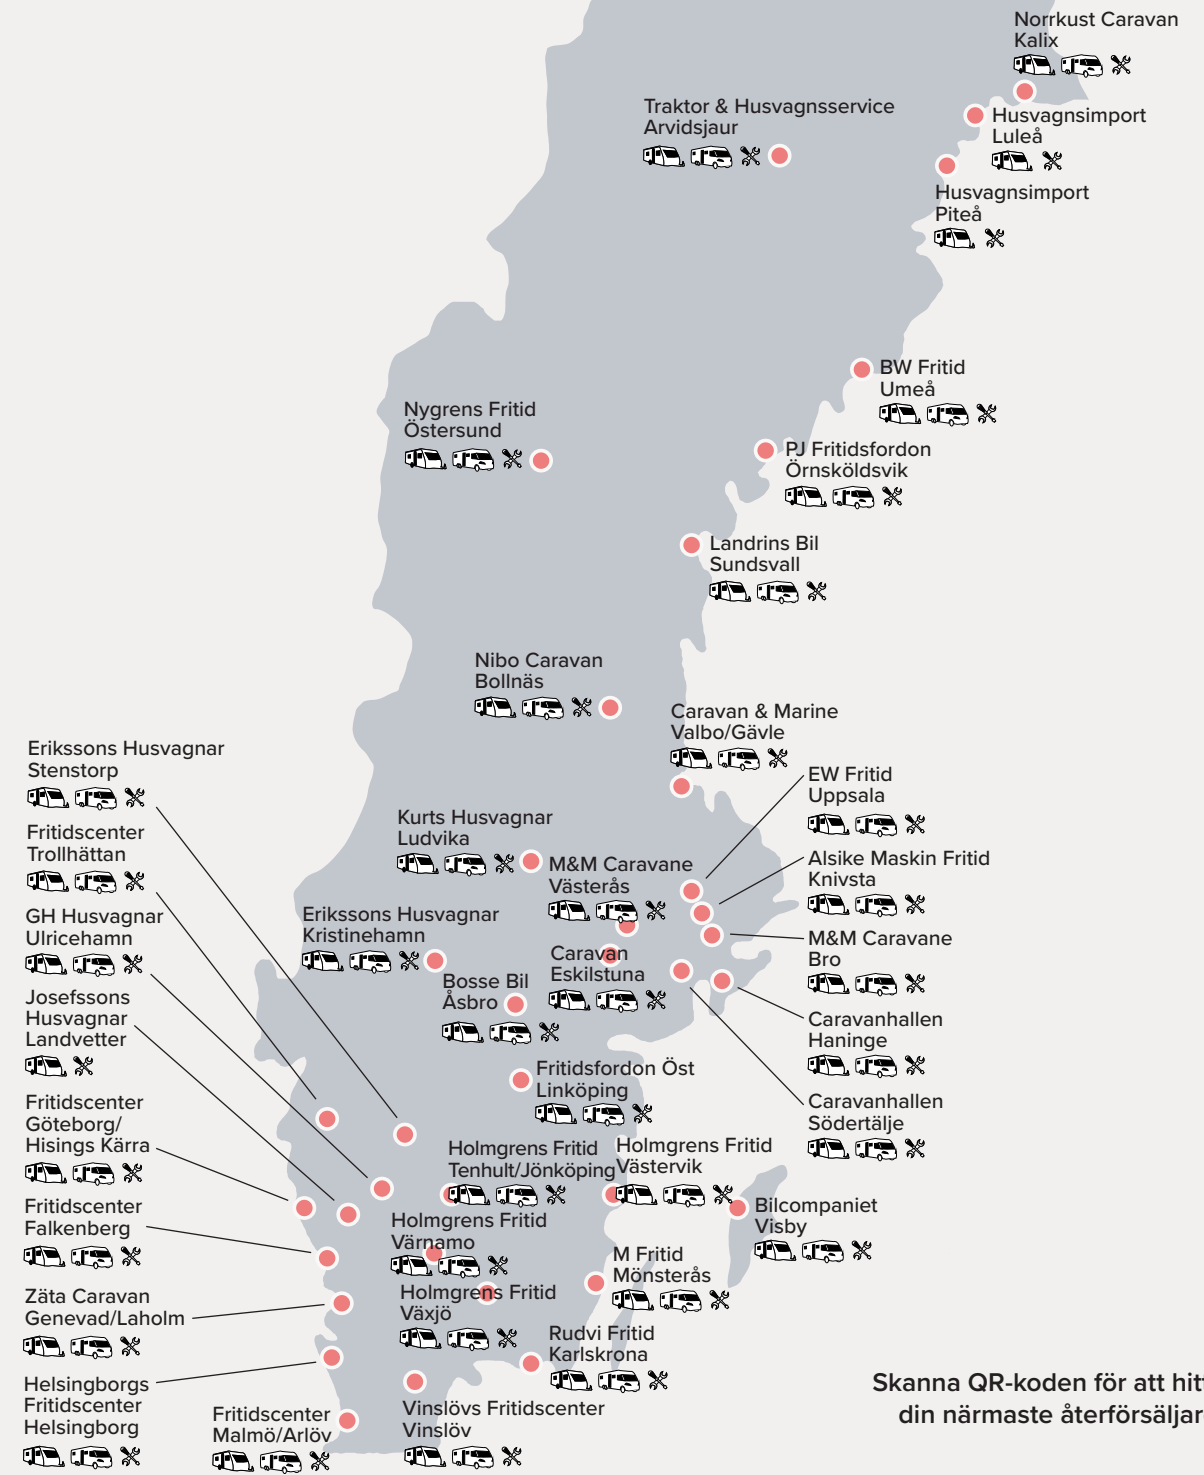 Norrkust Caravan
Kalix
Traktor & Husvagnsservice
Arvidsjaur
Husvagnsimport
Luleå
Husvagnsimport
Piteå
BW Fritid
Umeå
Nygrens Fritid
Östersund
PJ Fritidsfordon
Örnsköldsvik
Landrins Bil
Sundsvall
Nibo Caravan
Bollnäs
Caravan & Marine
Valbo/Gävle
Erikssons Husvagnar
Stenstorp
EW Fritid
Uppsala
Kurts Husvagnar
Ludvika
Fritidscenter
Trollhättan
M&M Caravane
Västerås
Alsike Maskin Fritid
Knivsta
GH Husvagnar
Ulricehamn
Erikssons Husvagnar
Kristinehamn
M&M Caravane
Bro
Caravan
Eskilstuna
Bosse Bil
Åsbro
Josefssons
Husvagnar
Landvetter
Caravanhallen
Haninge
Fritidsfordon Öst
Linköping
Fritidscenter
Göteborg/
Hisings Kärra
Caravanhallen
Södertälje
Holmgrens Fritid
Tenhult/Jönköping
Holmgrens Fritid
Västervik
Fritidscenter
Falkenberg
Bilcompaniet
Visby
Holmgrens Fritid
Värnamo
M Fritid
Mönsterås
Zäta Caravan
Genevad/Laholm
Holmgrens Fritid
Växjö
Rudvi Fritid
Karlskrona
Helsingborgs
Fritidscenter
Helsingborg
Fritidscenter
Malmö/Arlöv
Vinslövs Fritidscenter
Vinslöv
Skanna QR-koden för att
din närmaste återförsäljar